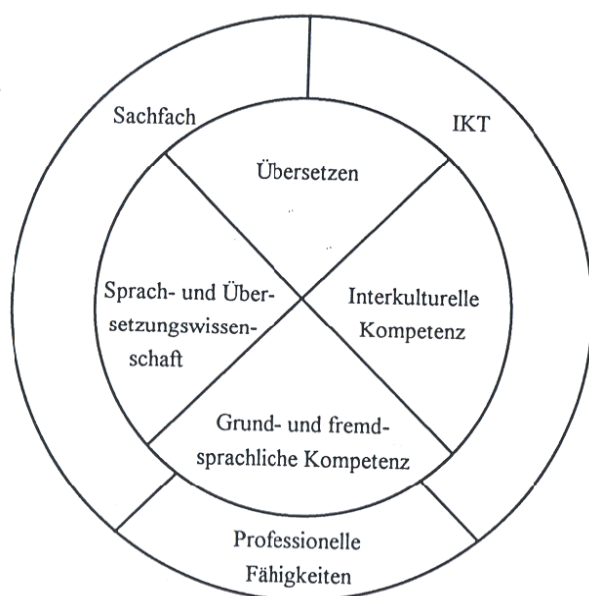 Sachfach
IKT
Übersetzen
Sprach- und Über-
setzungswissen-
schaft
Interkulturelle
Kompetenz
Grund- und fremd-
sprachliche Kompetenz
Professionelle
Fähigkeiten